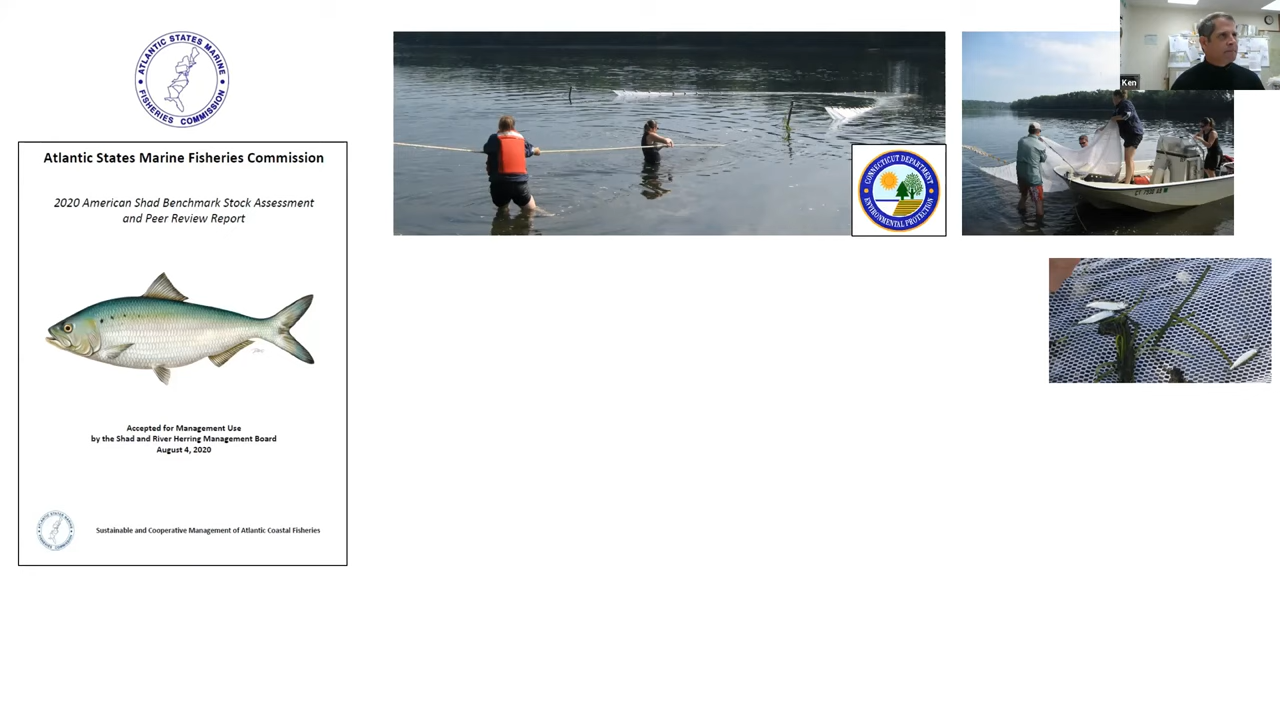 ATLANTIC STATES MARINE
FISHERIES COMMISSION
Atlantic States Marine Fisheries Commission
2020 American Shad Benchmark Stock Assessment
and Peer Review Report
Accepted for Management Use
by the Shad and River Herring Management Board
August 4, 2020
Sustainable and Cooperative Management of Atlantic Coastal Fisheries
CONNECTICUT DEPARTMENT
ENVIRONMENTAL PROTECTION
Ken